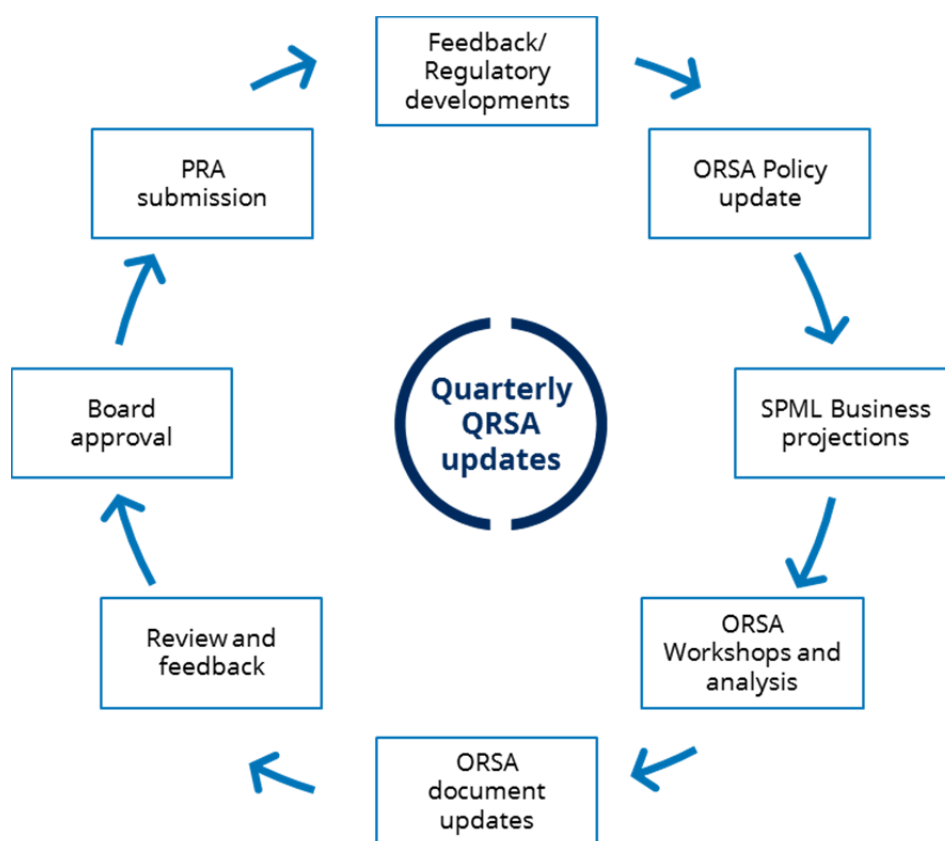 Feedback/
Regulatory
developments
ORSA Policy
update
SPML Business
projections
ORSA
Workshops and
analysis
ORSA
document
updates
Review and
feedback
Board
approval
PRA
submission
Quarterly
QRSA
updates